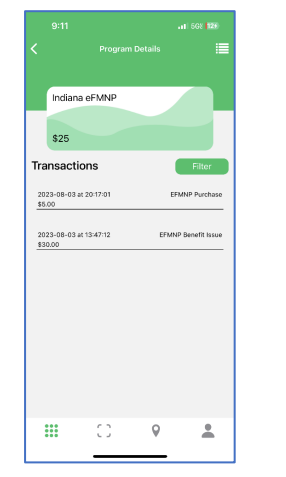 9:11 5GE
Program Details
Indiana eFMNP
$25
Transactions Filter
2023-08-03 at 20:17:01 EFMNP Purchase
$5.00
2023-08-03 at 13:47:12 EFMNP Benefit Issue
$30.00